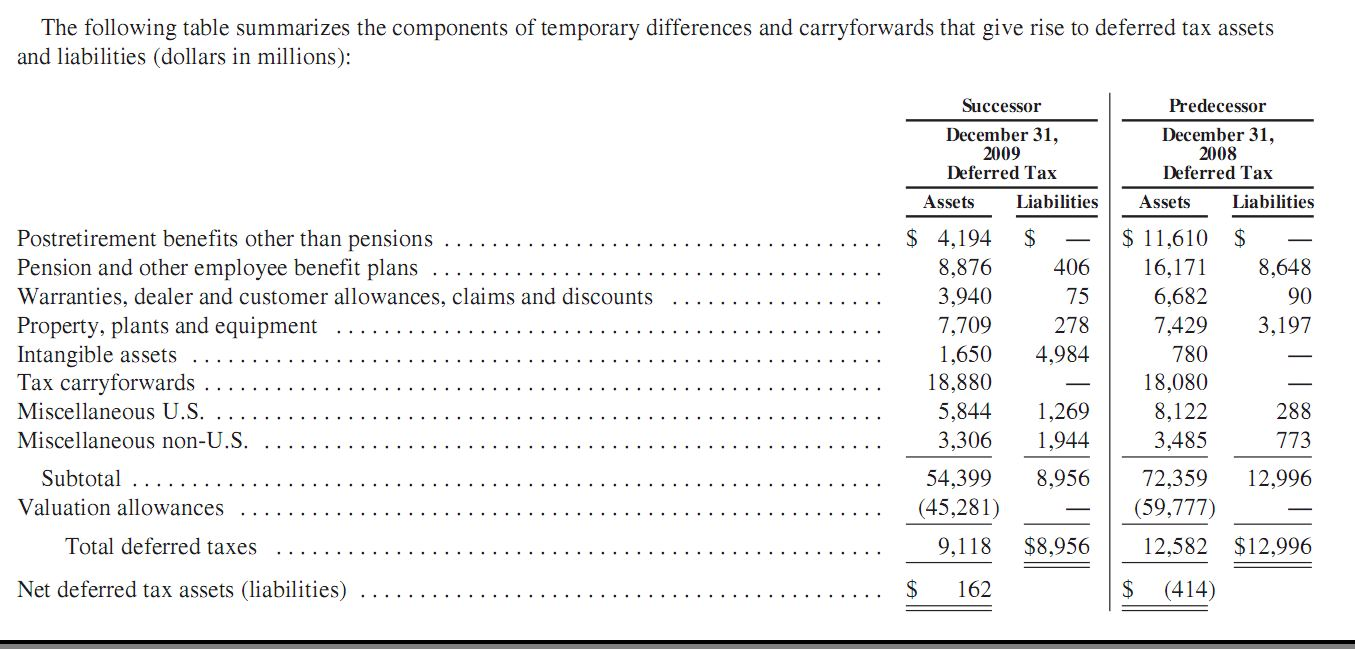 The following table summarizes the components of temporary differences and carryforwards that give rise to deferred tax assets
and liabilities (dollars in millions):
Successor Predecessor
December 31, December 31,
2009 2008
Deferred Tax Deferred Tax
Assets Liabilities Assets Liabilities
Postretirement benefits other than pensions $ 4,194 $ — $ 11,610 $ —
Pension and other employee benefit plans 8,876 406 16,171 8,648
Warranties, dealer and customer allowances, claims and discounts 3,940 75 6,682 90
Property, plants and equipment 7,709 278 7,429 3,197
Intangible assets 1,650 4,984 780 —
Tax carryforwards 18,880 — 18,080 —
Miscellaneous U.S. 5,844 1,269 8,122 288
Miscellaneous non-U.S. 3,306 1,944 3,485 773
Subtotal 54,399 8,956 72,359 12,996
Valuation allowances (45,281) — (59,777) —
Total deferred taxes 9,118 $8,956 12,582 $12,996
Net deferred tax assets (liabilities) $ 162 $ (414)